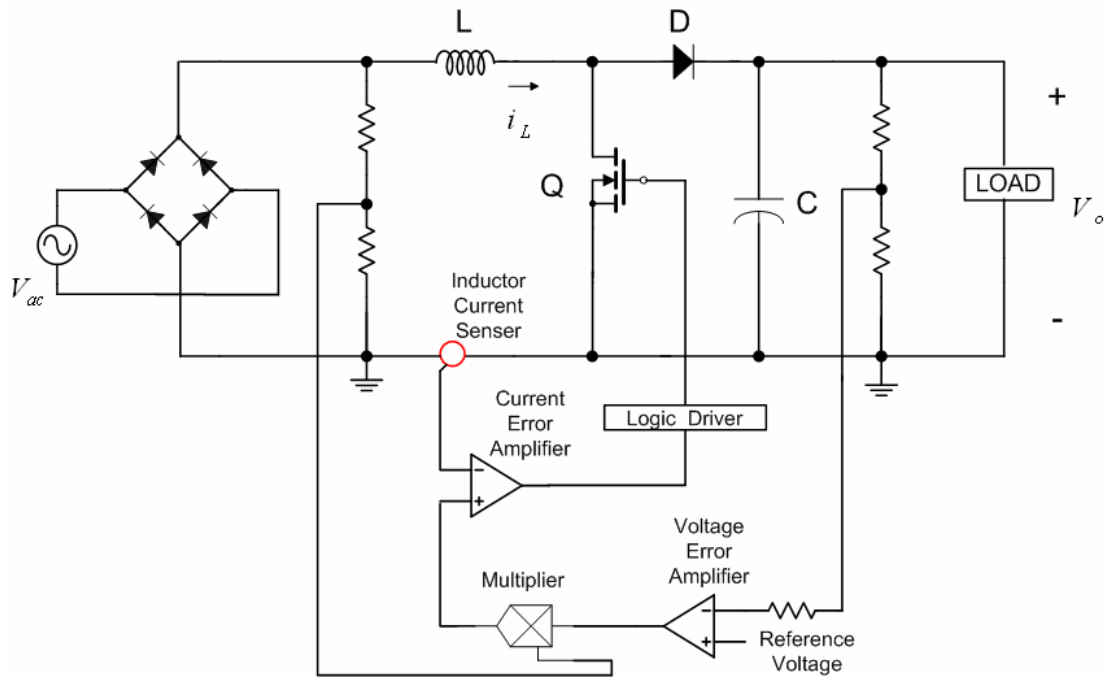 L
D
i L
+
Q
C
LOAD
V o
V ac
-
Inductor
Current
Senser
Current
Error
Amplifier
Logic Driver
−
+
Voltage
Error
Amplifier
Multiplier
−
+
Reference
Voltage